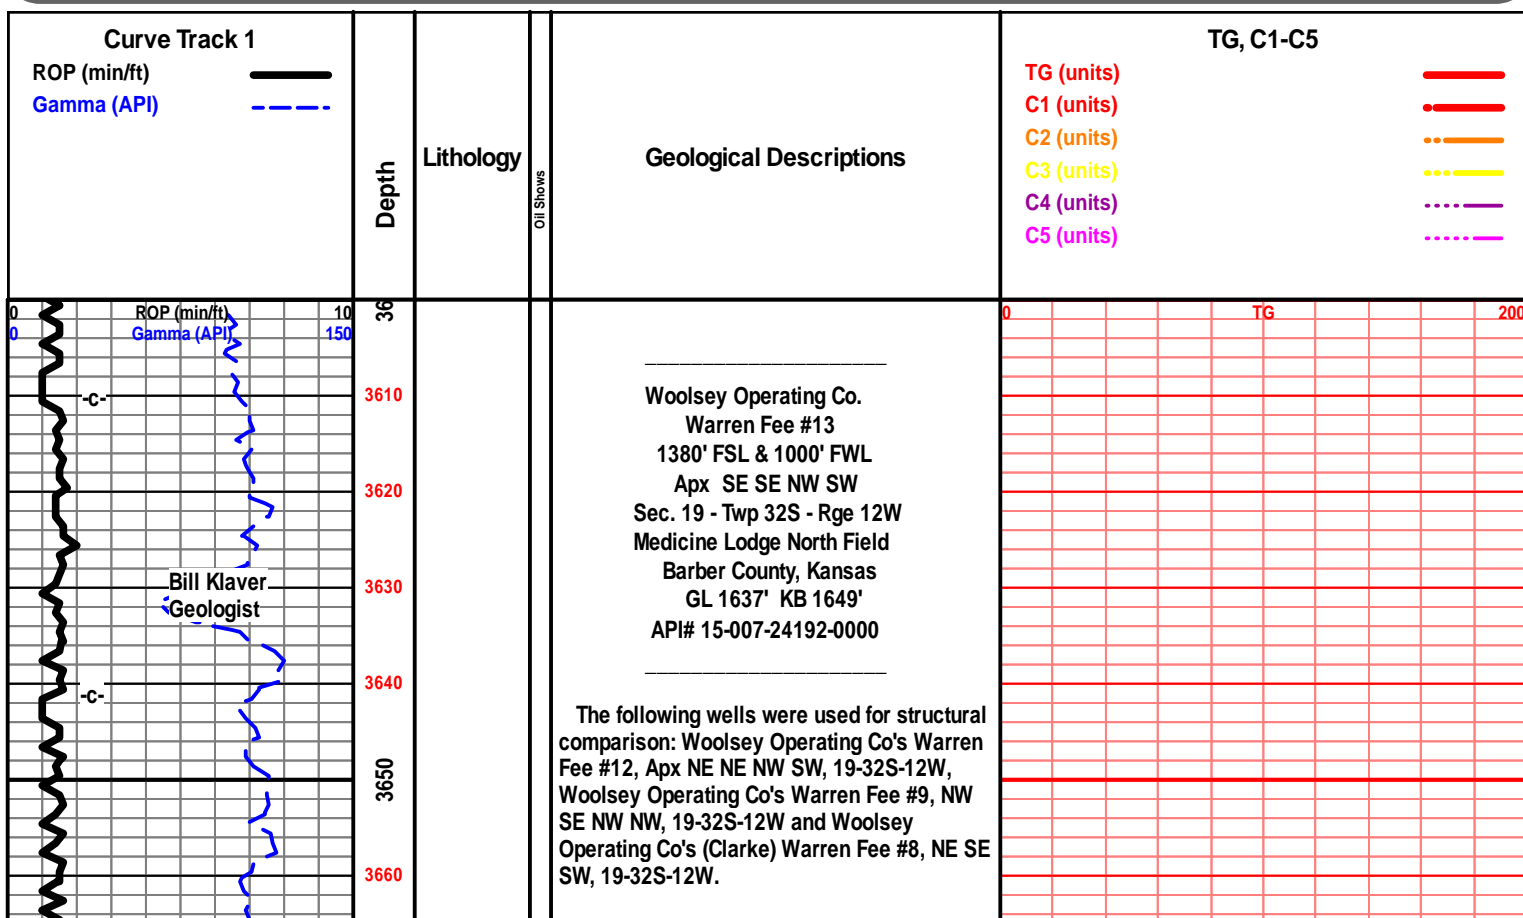 Curve Track 1
ROP (min/ft)
Gamma (API)
Depth
Lithology
Oil Shows
Geological Descriptions
TG, C1-C5
TG (units)
C1 (units)
C2 (units)
C3 (units)
C4 (units)
C5 (units)
0 ROP (min/ft) 10
0 Gamma (API) 150
36
0 TG 200
-c-
3610
3620
Bill Klaver
Geologist
3630
-c-
3640
3650
3660
Woolsey Operating Co.
Warren Fee #13
1380' FSL & 1000' FWL
Apx SE SE NW SW
Sec. 19 - Twp 32S - Rge 12W
Medicine Lodge North Field
Barber County, Kansas
GL 1637' KB 1649'
API# 15-007-24192-0000
The following wells were used for structural
comparison: Woolsey Operating Co's Warren
Fee #12, Apx NE NE NW SW, 19-32S-12W,
Woolsey Operating Co's Warren Fee #9, NW
SE NW NW, 19-32S-12W and Woolsey
Operating Co's (Clarke) Warren Fee #8, NE SE
SW, 19-32S-12W.